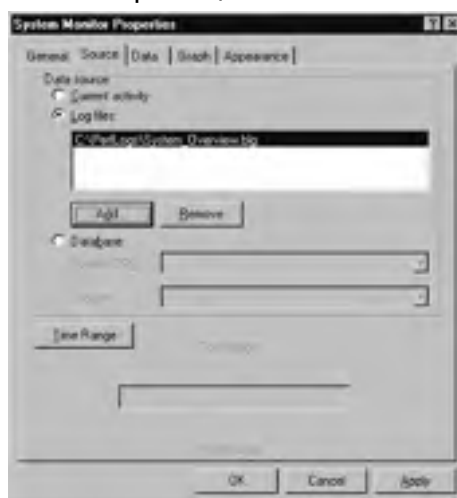 System Monitor Properties
General Source Data Graph Appearance
Data source
Current activity
Log files:
C:\PerfLogs\System_Overview.blg
Add... Remove
Database:
Time Range
OK Cancel Apply